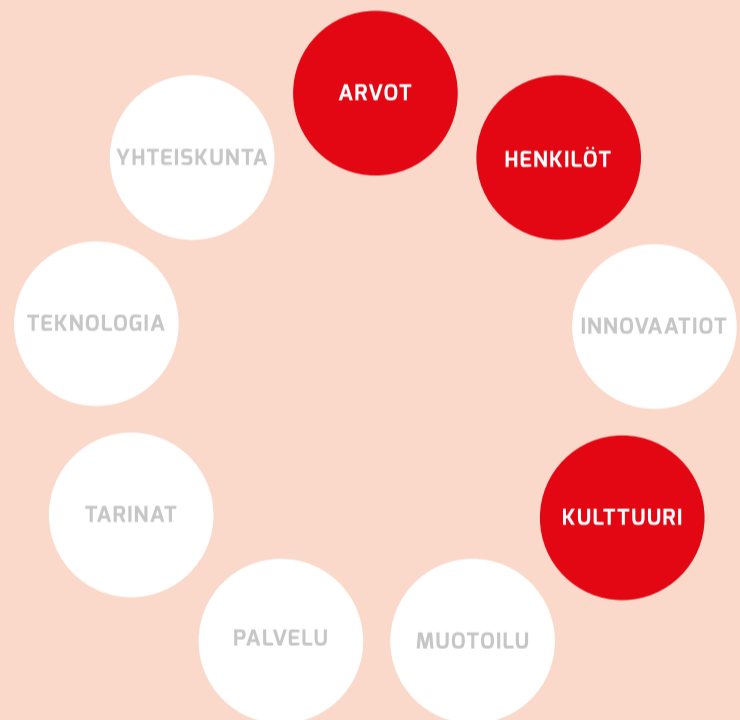 ARVOT
HENKILÖT
INNOVAATIOT
KULTTUURI
MUOTOILU
PALVELU
TARINAT
TEKNOLOGIA
YHTEISKUNTA